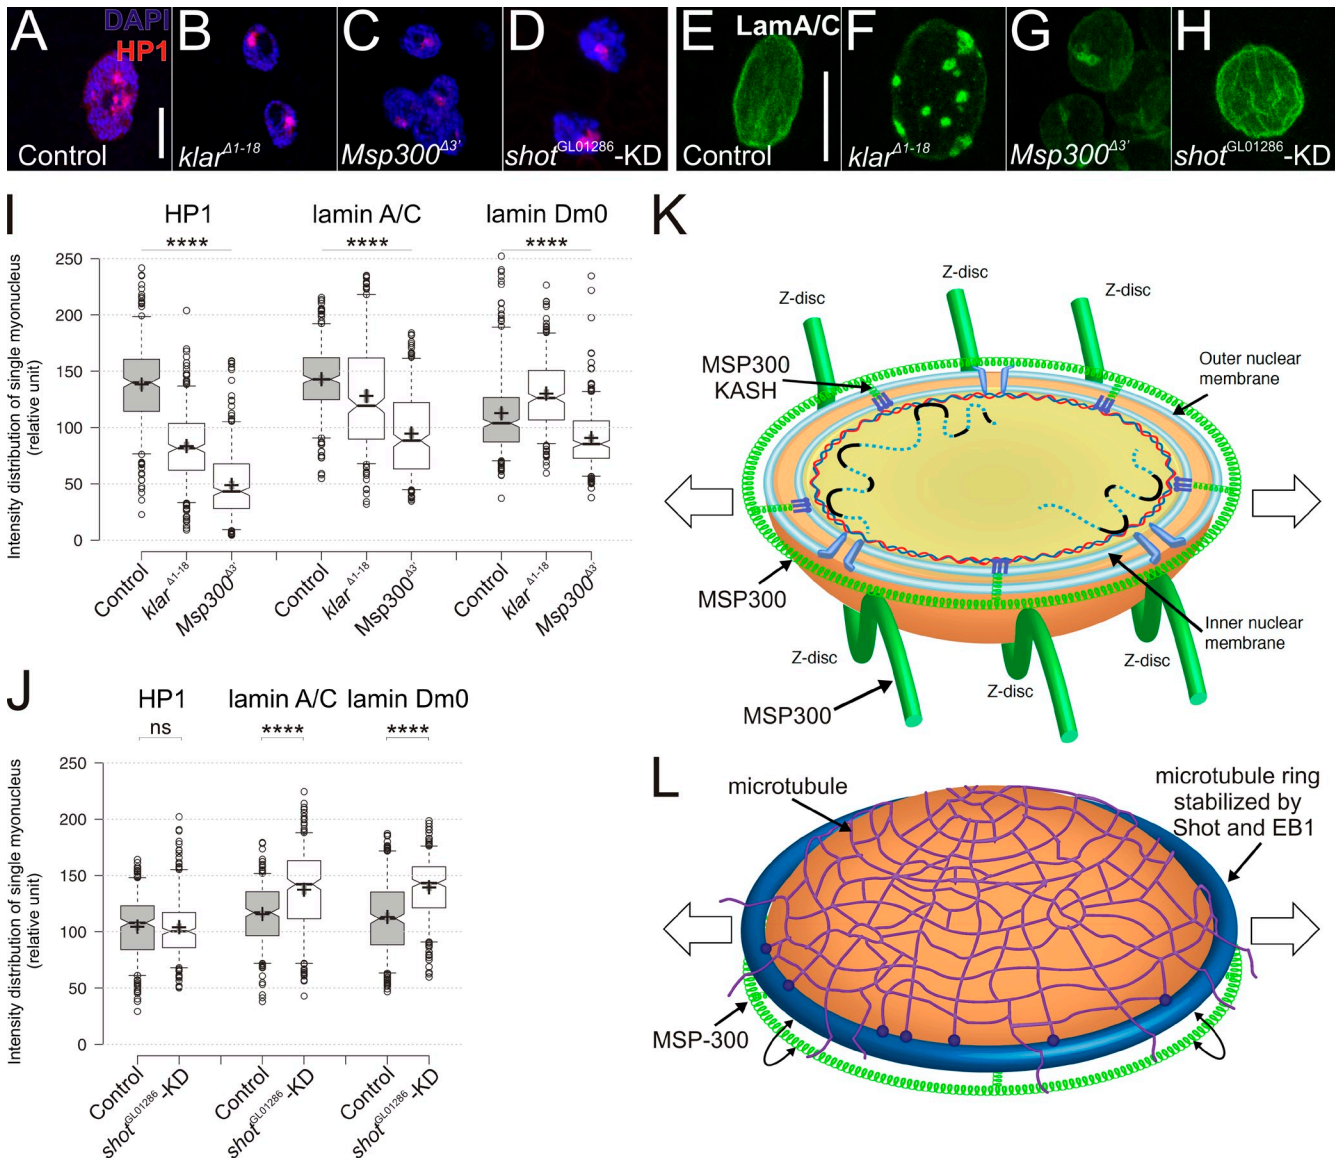 A
DAPI
HP1
Control
B
klarΔ1-18
C
Msp300Δ3'
D
shotGL01286-KD
E
LamA/C
Control
F
klarΔ1-18
G
Msp300Δ3'
H
shotGL01286-KD
I
HP1
lamin A/C
lamin Dm0
****
****
****
Intensity distribution of single myonucleus
(relative unit)
250
200
150
100
50
0
Control
klarΔ1-18
Msp300Δ3'
Control
klarΔ1-18
Msp300Δ3'
Control
klarΔ1-18
Msp300Δ3'
J
HP1
lamin A/C
lamin Dm0
ns
****
****
Intensity distribution of single myonucleus
(relative unit)
250
200
150
100
50
0
Control
shotGL01286-KD
Control
shotGL01286-KD
Control
shotGL01286-KD
K
Z-disc
Z-disc
Z-disc
MSP300
KASH
Outer nuclear
membrane
MSP300
Inner nuclear
membrane
Z-disc
Z-disc
Z-disc
MSP300
L
microtubule
microtubule ring
stabilized by
Shot and EB1
MSP-300